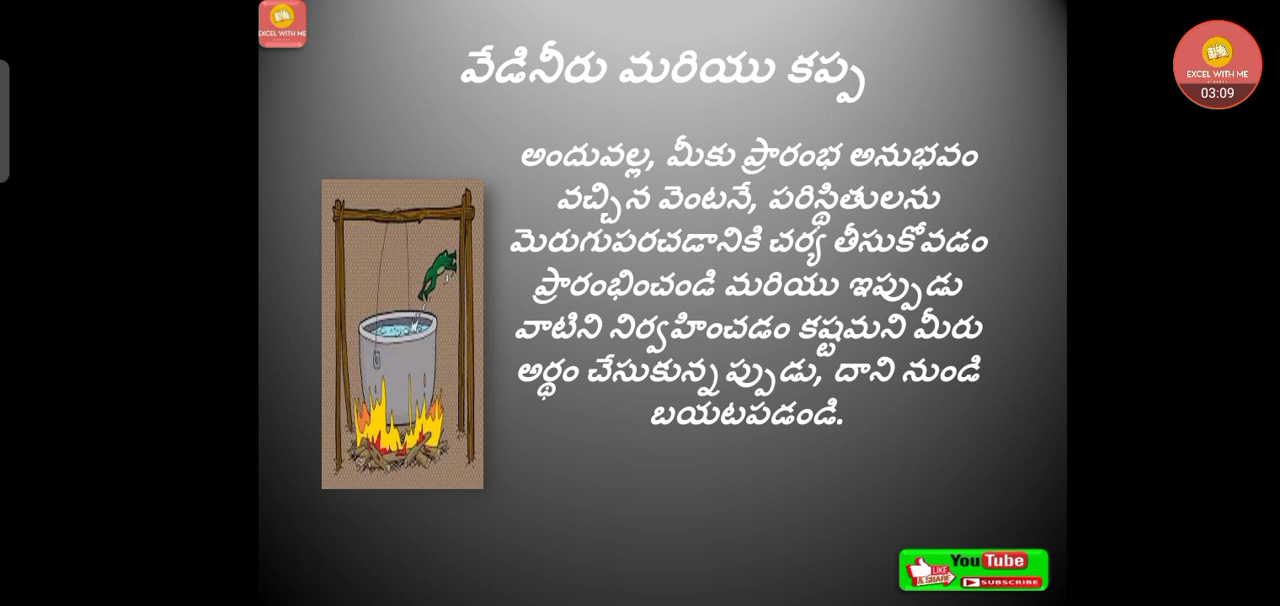 EXCEL WITH ME
వేడినీరు మరియు కప్ప
EXCEL WITH ME
03:09
అందువల్ల, మీకు ప్రారంభ అనుభవం
వచ్చిన వెంటనే, పరిస్థితులను
మెరుగుపరచడానికి చర్య తీసుకోవడం
ప్రారంభించండి మరియు ఇప్పుడు
వాటిని నిర్వహించడం కష్టమని మీరు
అర్థం చేసుకున్న ప్పుడు, దాని నుండి
బయటపడండి.
YouTube
LIKE
& SHARE
SUBSCRIBE